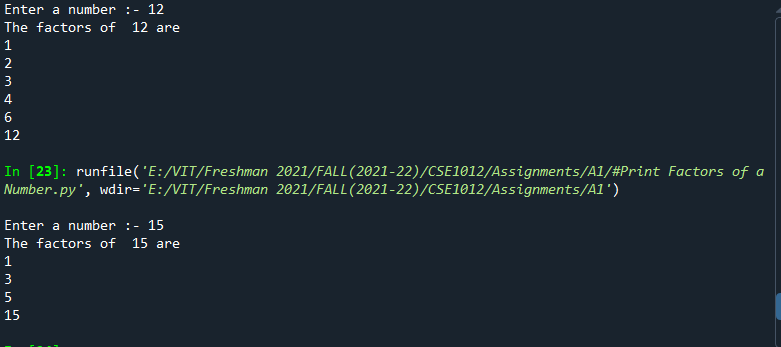 Enter a number :- 12
The factors of  12 are
1
2
3
4
6
12
In [23]: runfile('E:/VIT/Freshman 2021/FALL(2021-22)/CSE1012/Assignments/A1/#Print Factors of a
Number.py', wdir='E:/VIT/Freshman 2021/FALL(2021-22)/CSE1012/Assignments/A1')
Enter a number :- 15
The factors of  15 are
1
3
5
15